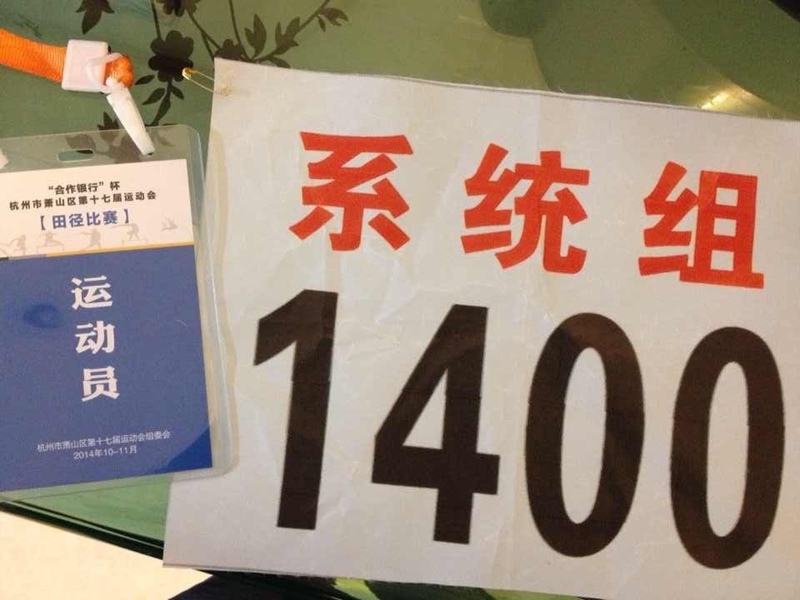 “合作银行”杯
杭州市萧山区第十七届运动会
【田径比赛】
运动员
杭州市萧山区第十七届运动会组委会
2014年10-11月
系统组
1400